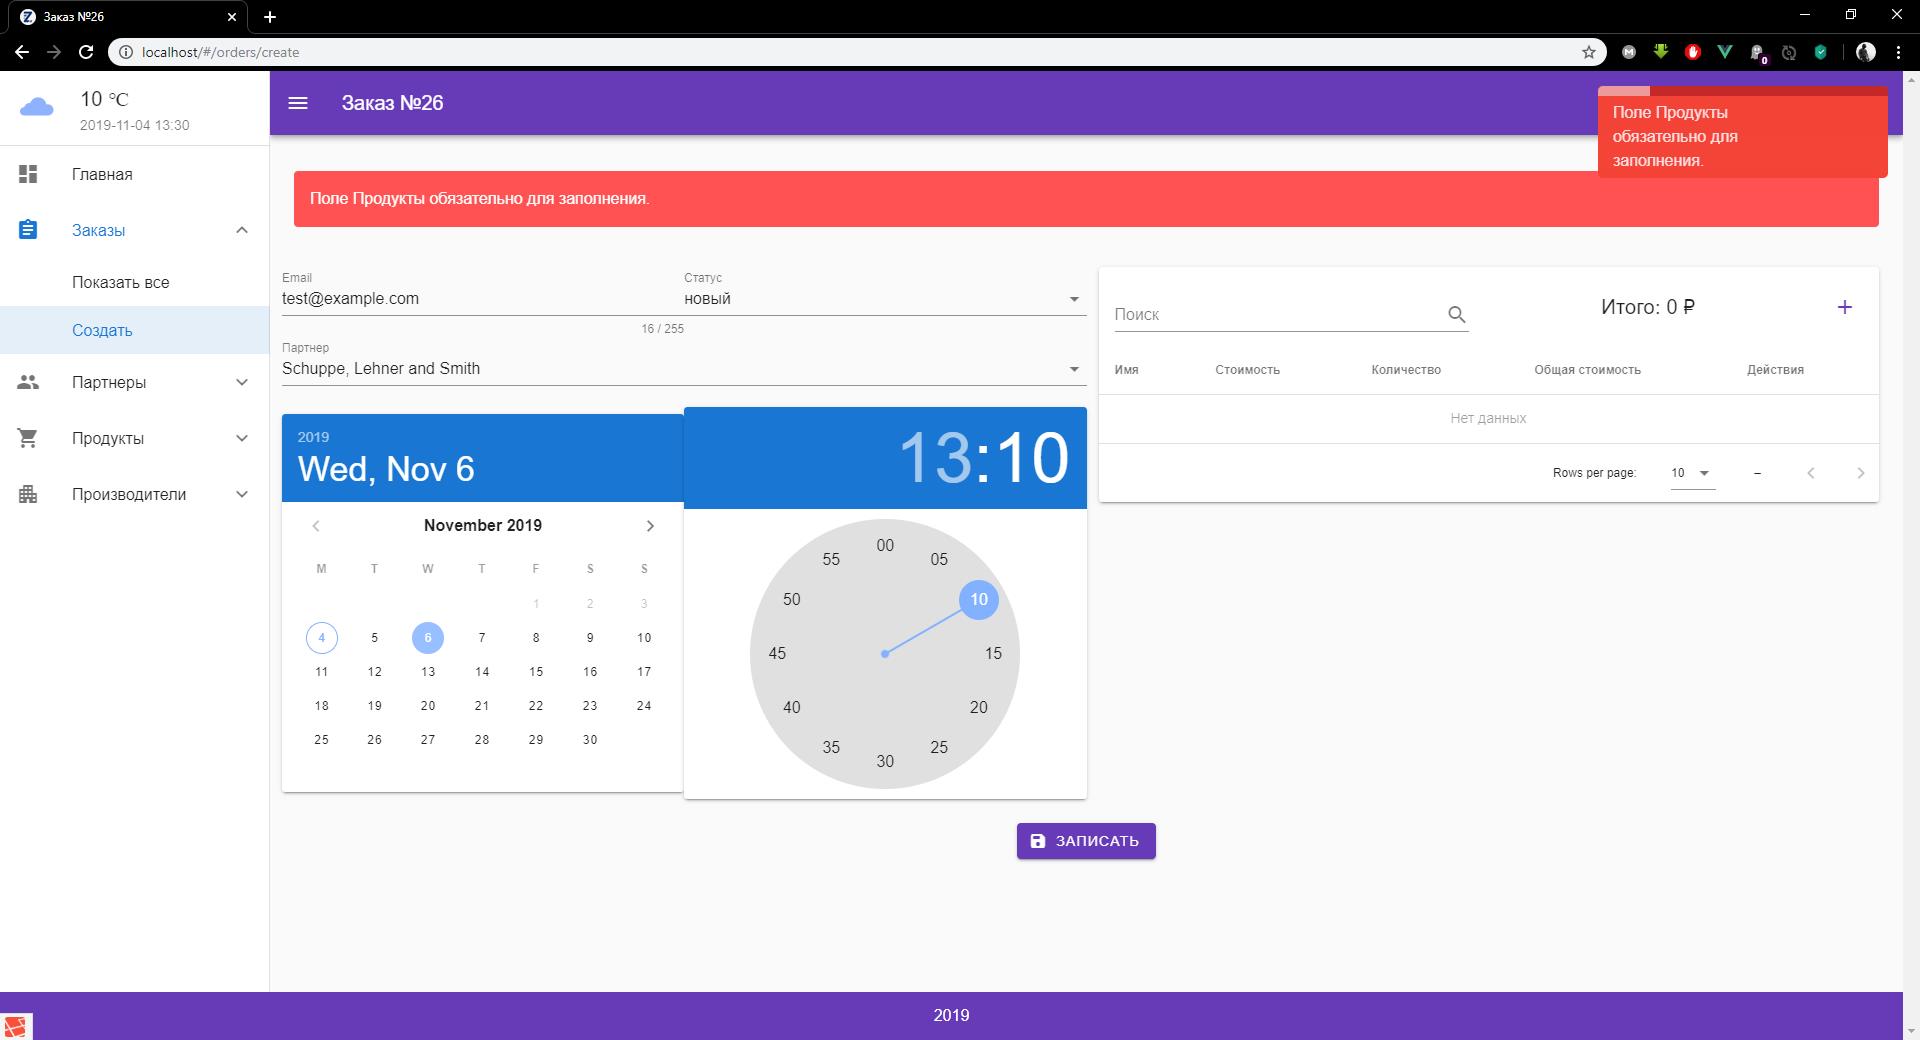 Заказ №26
localhost/#/orders/create
0
10 °C
2019-11-04 13:30
Главная
Заказы
Показать все
Создать
Партнеры
Продукты
Производители
Заказ №26
Поле Продукты
обязательно для
заполнения.
Поле Продукты обязательно для заполнения.
Email
test@example.com
16 / 255
Статус
новый
Партнер
Schuppe, Lehner and Smith
2019
Wed, Nov 6
November 2019
M T W T F S S
1 2 3
4 5 6 7 8 9 10
11 12 13 14 15 16 17
18 19 20 21 22 23 24
25 26 27 28 29 30
13:10
00
55 05
50 10
45 15
40 20
35 25
30
Поиск
Итого: 0 ₽
Имя Стоимость Количество Общая стоимость Действия
Нет данных
Rows per page: 10 –
ЗАПИСАТЬ
2019